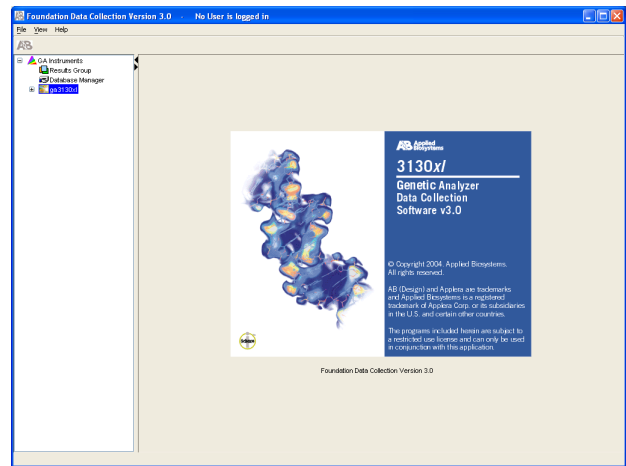 Foundation Data Collection Version 3.0 - No User is logged in
File View Help
AB
GA Instruments
Results Group
Database Manager
ga3130xl
AB Applied
Biosystems
3130xl
Genetic Analyzer
Data Collection
Software v3.0
© Copyright 2004. Applied Biosystems.
All rights reserved.
AB (Design) and Applera are trademarks
and Applied Biosystems is a registered
trademark of Applera Corp. or its subsidiaries
in the U.S. and certain other countries.
The programs included herein are subject to
a restricted use license and can only be used
in conjunction with this application.
Foundation Data Collection Version 3.0